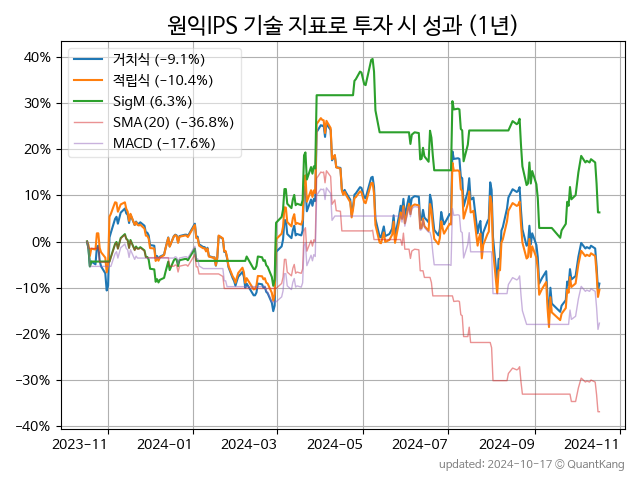 원익IPS 기술 지표로 투자 시 성과 (1년)
거치식 (−9.1%)
적립식 (−10.4%)
SigM (6.3%)
SMA(20) (−36.8%)
MACD (−17.6%)
40%
30%
20%
10%
0%
−10%
−20%
−30%
−40%
2023-11 2024-01 2024-03 2024-05 2024-07 2024-09 2024-11
updated: 2024-10-17 © QuantKang